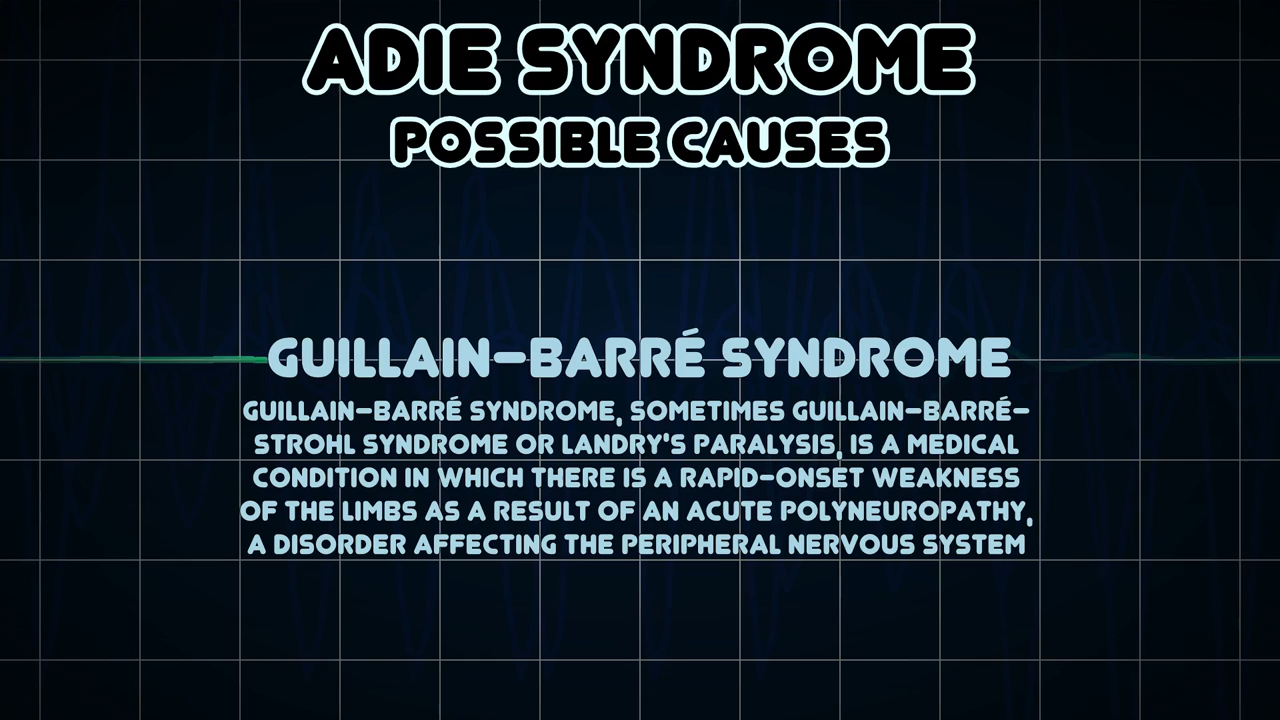 ADIE SYNDROME
POSSIBLE CAUSES
GUILLAIN–BARRÉ SYNDROME
GUILLAIN–BARRÉ SYNDROME, SOMETIMES GUILLAIN–BARRÉ–
STROHL SYNDROME OR LANDRY'S PARALYSIS, IS A MEDICAL
CONDITION IN WHICH THERE IS A RAPID-ONSET WEAKNESS
OF THE LIMBS AS A RESULT OF AN ACUTE POLYNEUROPATHY,
A DISORDER AFFECTING THE PERIPHERAL NERVOUS SYSTEM